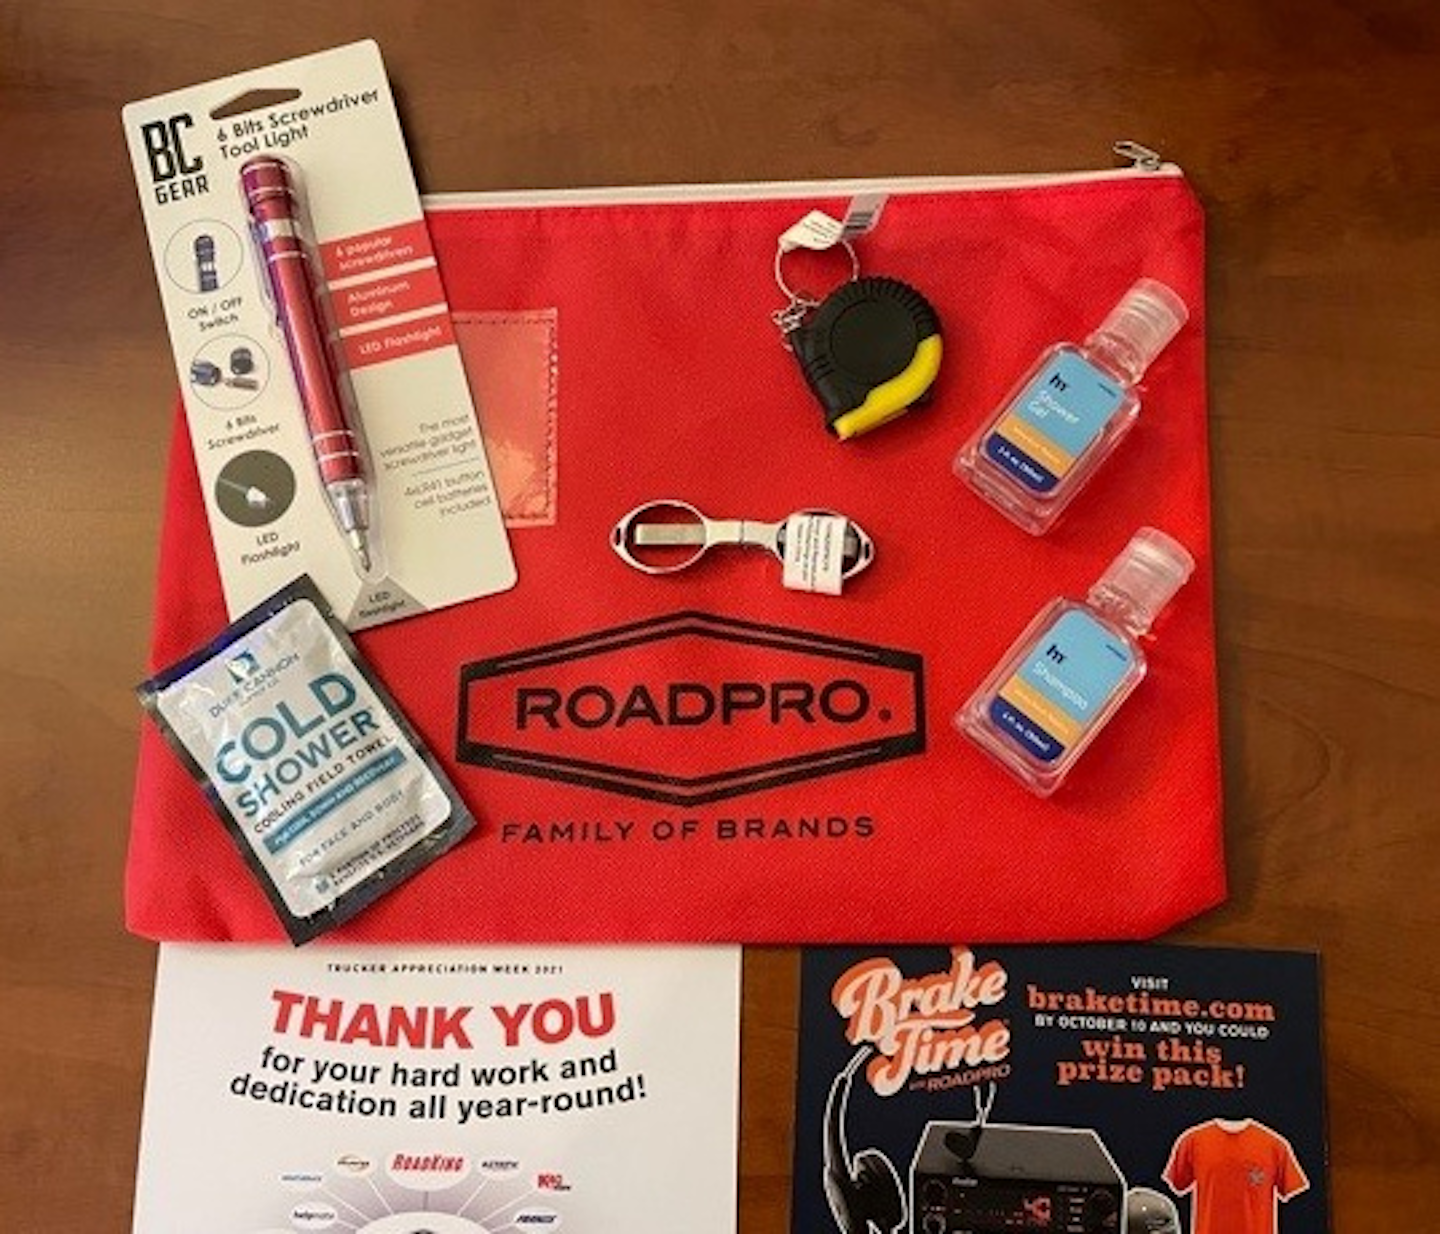 BC
GEAR
6 Bits Screwdriver
Tool Light
6 popular
screwdrivers
Aluminum
Design
LED Flashlight
ON / OFF
Switch
6 Bits
Screwdriver
LED
Flashlight
The most
versatile gadget
screwdriver light
4xLR41 button
cell batteries
included
LED
flashlight
DUKE CANNON
COLD
SHOWER
COOLING FIELD TOWEL
FOR FACE AND BODY
hm
Shower
Gel
hm
Shampoo
ROADPRO.
FAMILY OF BRANDS
TRUCKER APPRECIATION WEEK 2021
THANK YOU
for your hard work and
dedication all year-round!
ROADKING
Brake
Time
WITH ROADPRO
VISIT
braketime.com
BY OCTOBER 10 AND YOU COULD
win this
prize pack!